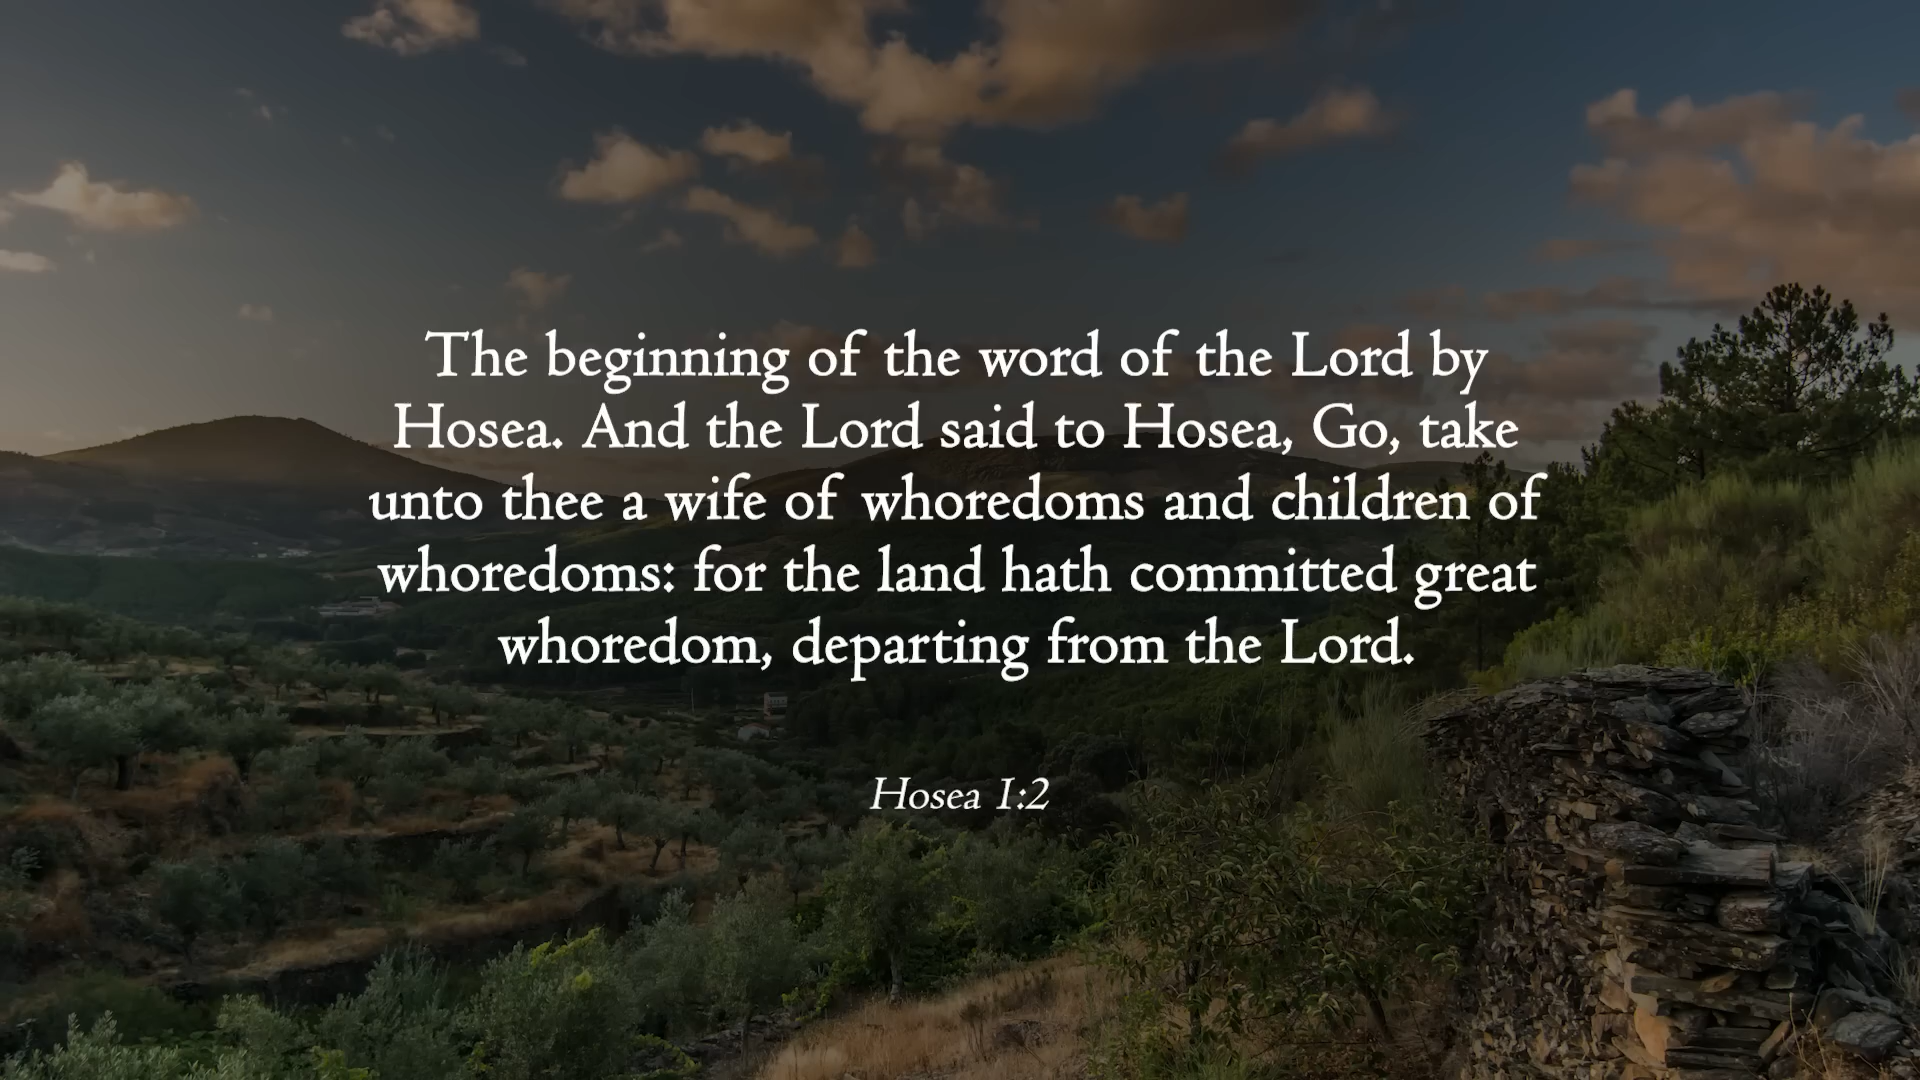 The beginning of the word of the Lord by
Hosea. And the Lord said to Hosea, Go, take
unto thee a wife of whoredoms and children of
whoredoms: for the land hath committed great
whoredom, departing from the Lord.
Hosea 1:2